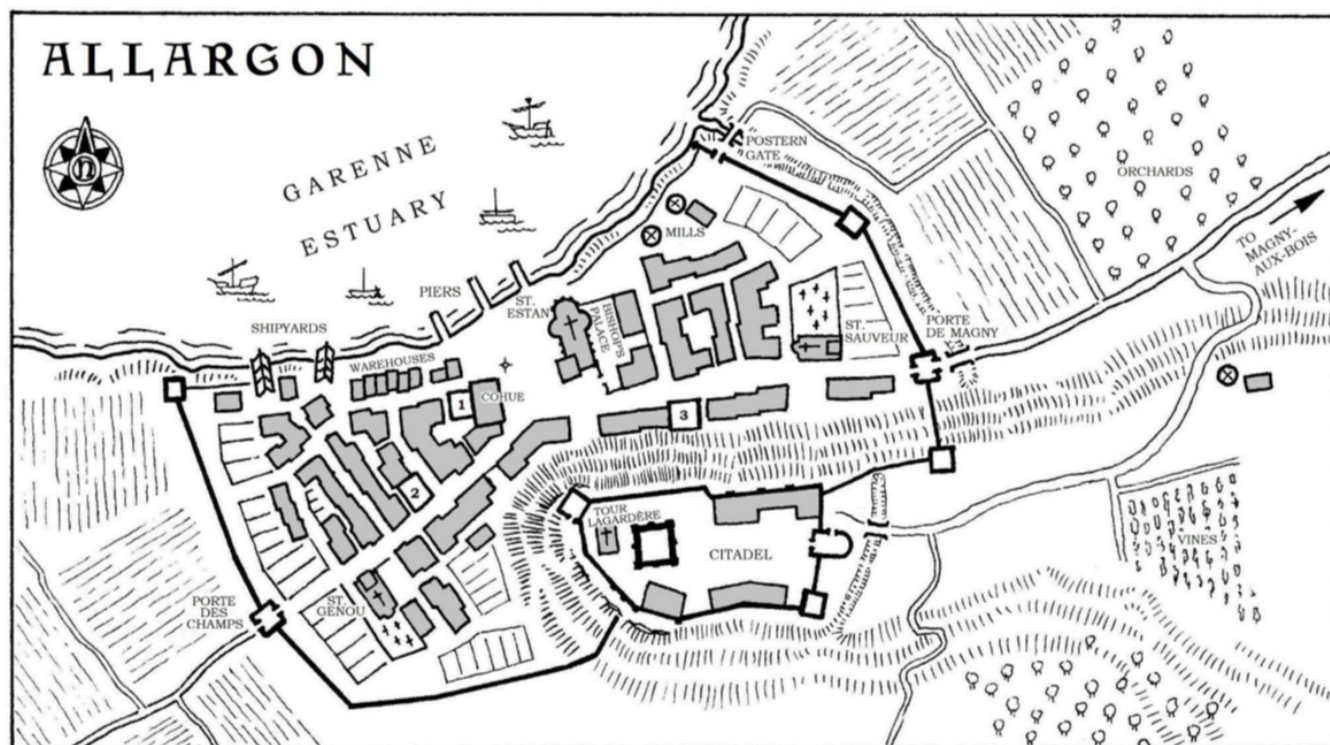 ALLARGON
N
GARENNE
ESTUARY
POSTERN
GATE
ORCHARDS
TO
MAGNY-
AUX-BOIS
MILLS
PIERS
ST.
ESTAN
BISHOP'S
PALACE
SHIPYARDS
WAREHOUSES
ST.
SAUVEUR
PORTE
DE MAGNY
1
COHUE
3
2
TOUR
LAGARDÈRE
CITADEL
VINES
PORTE
DES
CHAMPS
ST.
GENOU